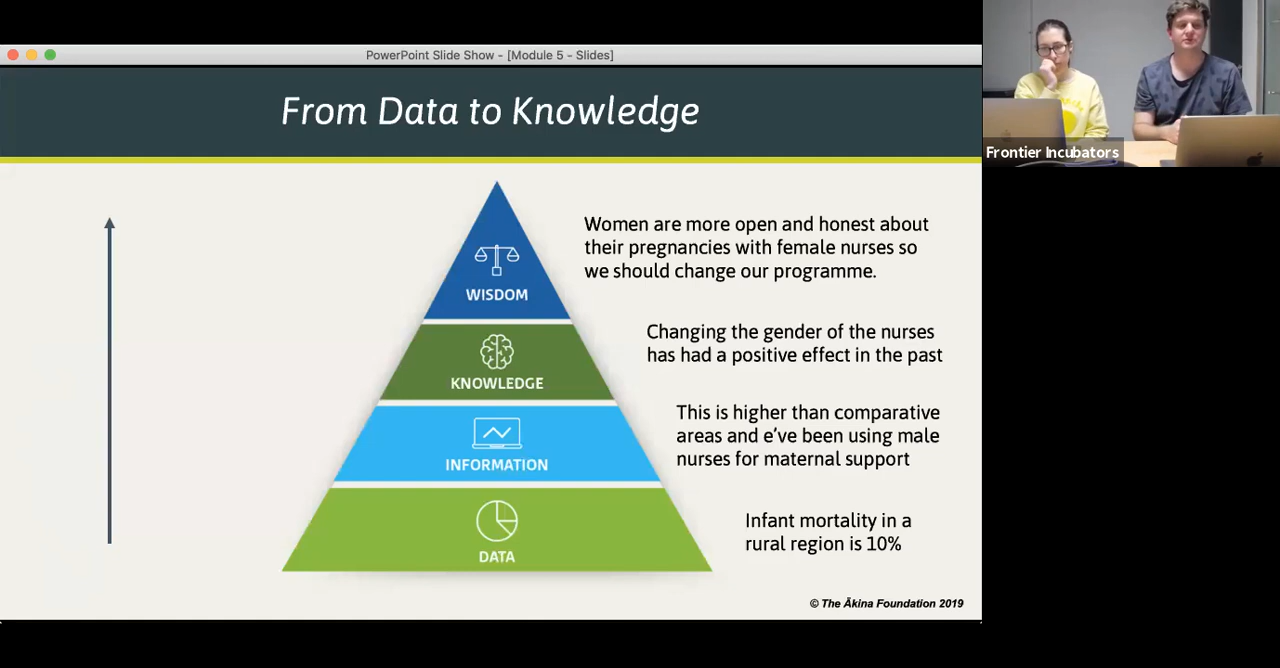 PowerPoint Slide Show - [Module 5 - Slides]
From Data to Knowledge
WISDOM
Women are more open and honest about
their pregnancies with female nurses so
we should change our programme.
KNOWLEDGE
Changing the gender of the nurses
has had a positive effect in the past
INFORMATION
This is higher than comparative
areas and e’ve been using male
nurses for maternal support
DATA
Infant mortality in a
rural region is 10%
© The Ākina Foundation 2019
Frontier Incubators